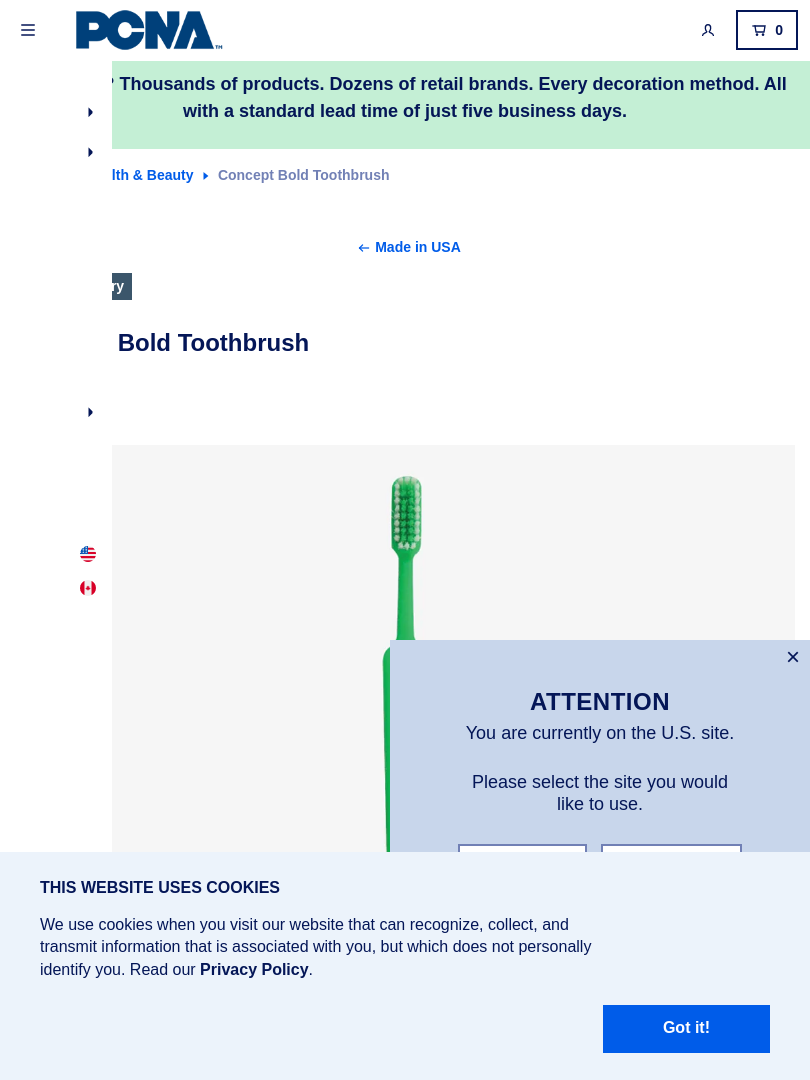 PCNA™
0
? Thousands of products. Dozens of retail brands. Every decoration method. All
with a standard lead time of just five business days.
lth & Beauty Concept Bold Toothbrush
Made in USA
ry
Bold Toothbrush
ATTENTION
You are currently on the U.S. site.
Please select the site you would
like to use.
THIS WEBSITE USES COOKIES
We use cookies when you visit our website that can recognize, collect, and
transmit information that is associated with you, but which does not personally
identify you. Read our Privacy Policy.
Got it!